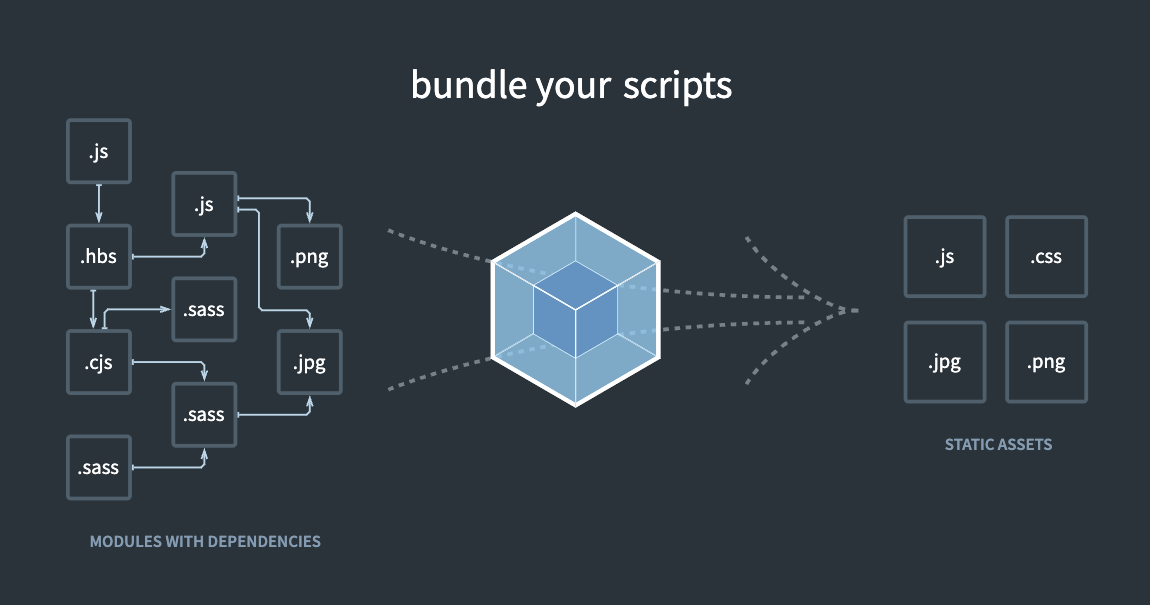 bundle your scripts
.js
.js
.hbs
.png
.sass
.cjs
.jpg
.sass
.sass
MODULES WITH DEPENDENCIES
.js
.css
.jpg
.png
STATIC ASSETS